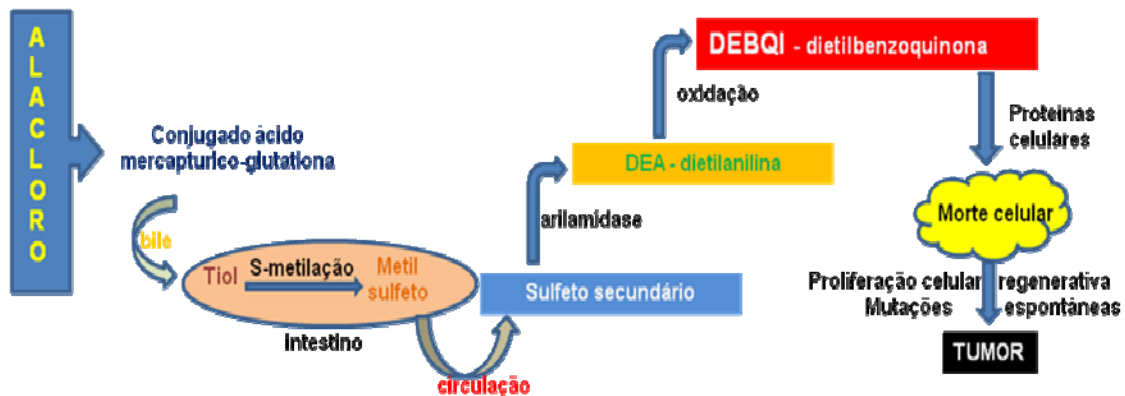 ALACLORO
Conjugado ácido
mercapturico-glutationa
bile
Tiol
S-metilação
Metil
sulfeto
intestino
circulação
Sulfeto secundário
arilamidase
DEA - dietilanilina
oxidação
DEBQI - dietilbenzoquinona
Proteinas
celulares
Morte celular
Proliferação celular regenerativa
Mutações espontâneas
TUMOR